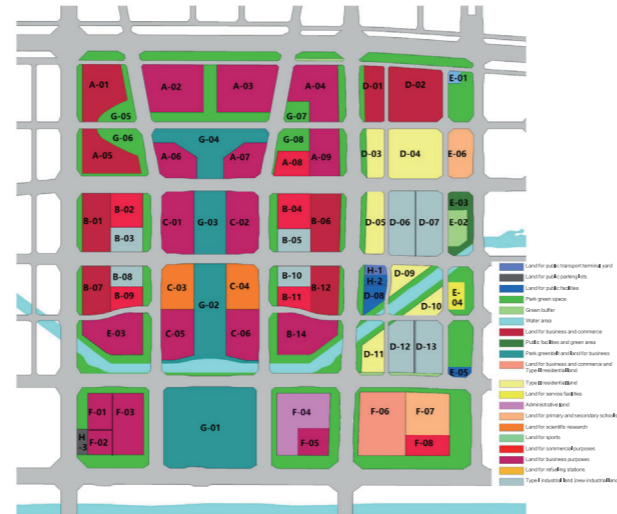 A-01
A-02
A-03
A-04
D-01
D-02
E-01
G-05
G-07
G-06
G-04
G-08
A-05
A-06
A-07
A-08
A-09
D-03
D-04
E-06
B-01
B-02
B-03
C-01
G-03
C-02
B-04
B-05
B-06
D-05
D-06
D-07
E-03
E-02
B-07
B-08
B-09
C-03
G-02
C-04
B-10
B-11
B-12
H-1
H-2
D-08
D-09
D-10
E-
04
E-03
C-05
C-06
B-14
D-11
D-12
D-13
E-05
F-01
F-03
H
-3
F-02
G-01
F-04
F-05
F-06
F-07
F-08
Land for public transport terminal yard
Land for public parking lots
Land for public facilities
Park green space
Green buffer
Water area
Land for business and commerce
Public facilities and green area
Park greenbelt and land for business
Land for business and commerce and
Type II residential land
Land for service facilities
Administrative land
Land for primary and secondary schools
Land for scientific research
Land for sports
Land for commercial purposes
Land for business purposes
Land for refueling stations